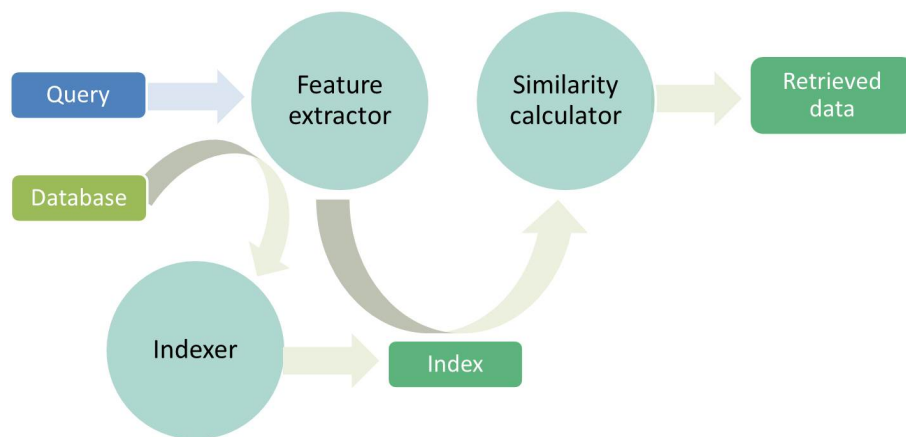 Query
Feature
extractor
Similarity
calculator
Retrieved
data
Database
Indexer
Index